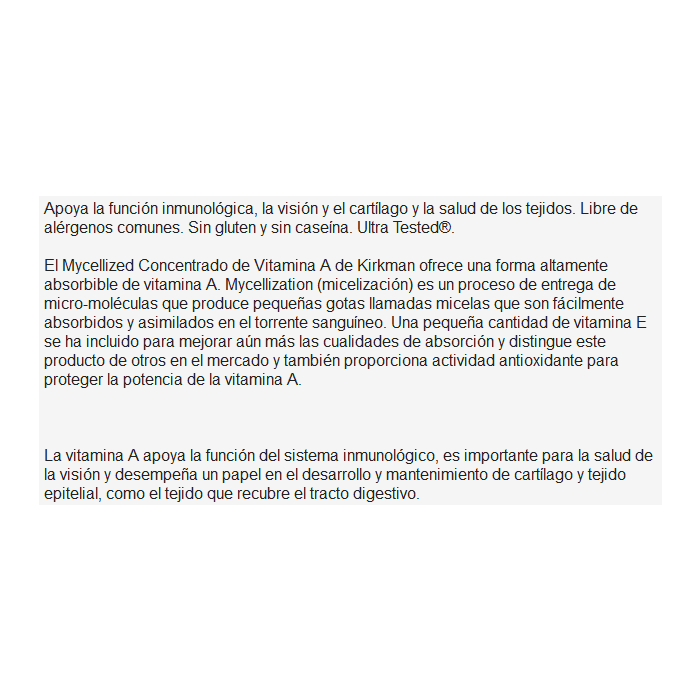 Apoya la función inmunológica, la visión y el cartílago y la salud de los tejidos. Libre de
alérgenos comunes. Sin gluten y sin caseína. Ultra Tested®.
El Mycellized Concentrado de Vitamina A de Kirkman ofrece una forma altamente
absorbible de vitamina A. Mycellization (micelización) es un proceso de entrega de
micro-moléculas que produce pequeñas gotas llamadas micelas que son fácilmente
absorbidos y asimilados en el torrente sanguíneo. Una pequeña cantidad de vitamina E
se ha incluido para mejorar aún más las cualidades de absorción y distingue este
producto de otros en el mercado y también proporciona actividad antioxidante para
proteger la potencia de la vitamina A.
La vitamina A apoya la función del sistema inmunológico, es importante para la salud de
la visión y desempeña un papel en el desarrollo y mantenimiento de cartílago y tejido
epitelial, como el tejido que recubre el tracto digestivo.